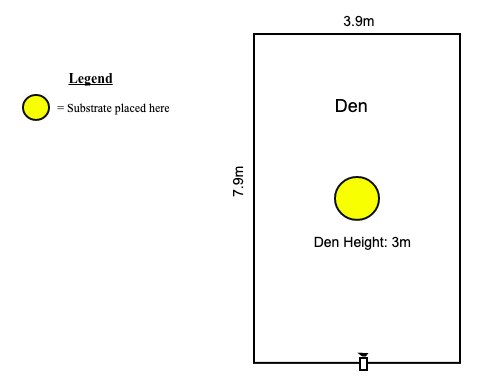 3.9m
Legend
= Substrate placed here
Den
7.9m
Den Height: 3m